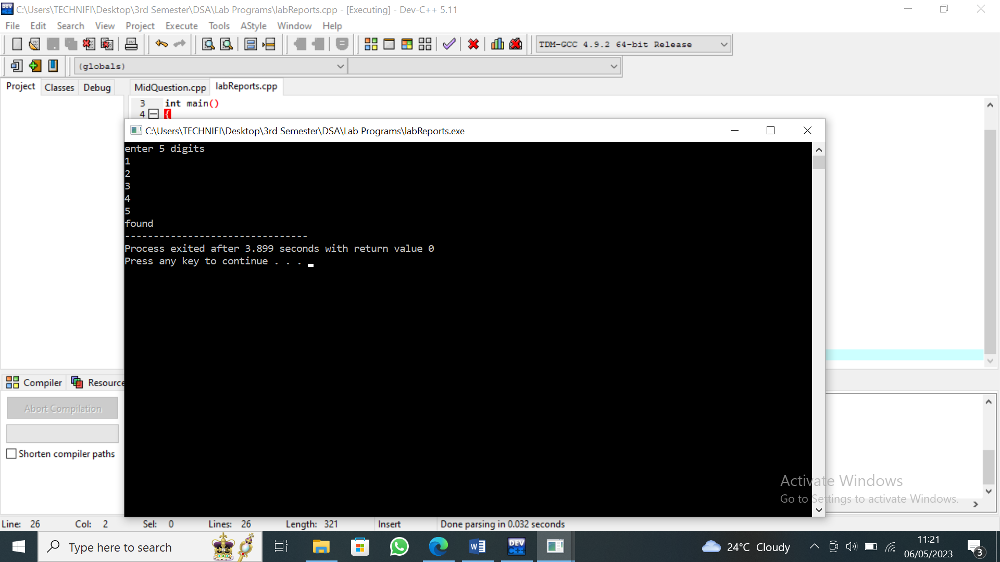 C:\Users\TECHNIFI\Desktop\3rd Semester\DSA\Lab Programs\labReports.cpp - [Executing] - Dev-C++ 5.11
File Edit Search View Project Execute Tools AStyle Window Help
TDM-GCC 4.9.2 64-bit Release
(globals)
Project Classes Debug MidQuestion.cpp labReports.cpp
3 int main()
4 {
C:\Users\TECHNIFI\Desktop\3rd Semester\DSA\Lab Programs\labReports.exe
enter 5 digits
1
2
3
4
5
found
--------------------------------
Process exited after 3.899 seconds with return value 0
Press any key to continue . . .
Compiler Resource
Abort Compilation
Shorten compiler paths
Activate Windows
Go to Settings to activate Windows.
Line: 26 Col: 2 Sel: 0 Lines: 26 Length: 321 Insert Done parsing in 0.032 seconds
Type here to search
DEV
C++
24°C Cloudy
11:21
06/05/2023
3